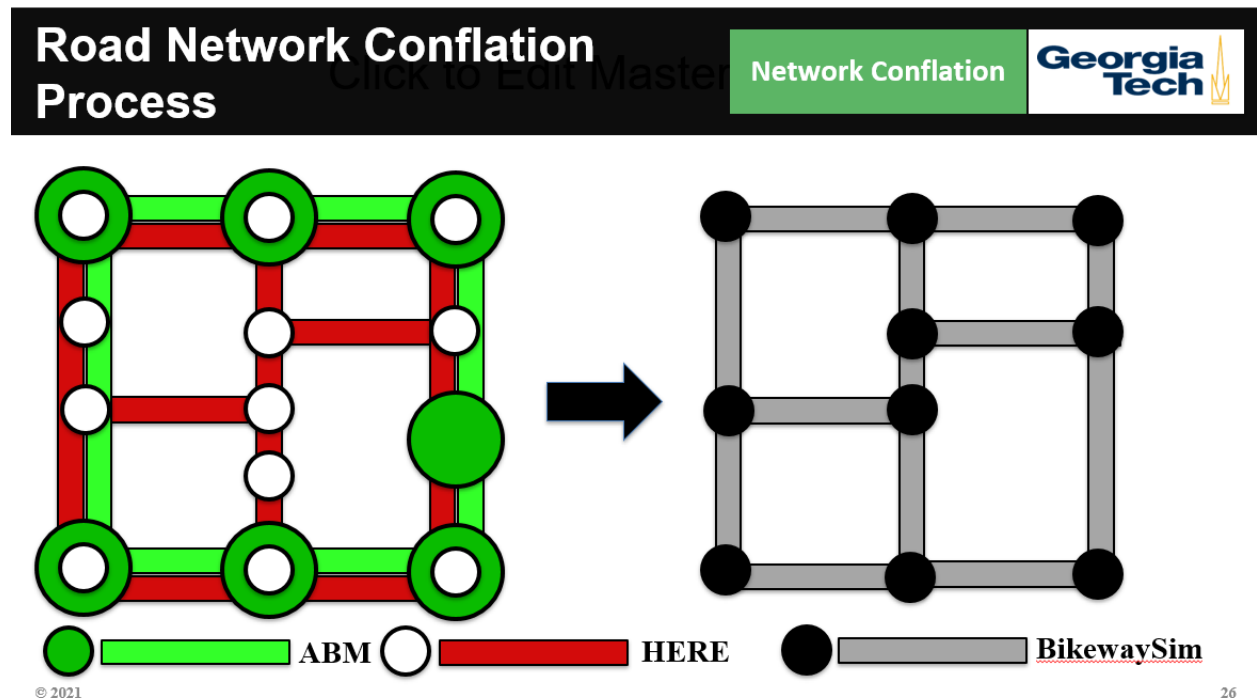 Road Network Conflation
Process
Click to Edit Master
Network Conflation
Georgia
Tech
ABM
HERE
BikewaySim
© 2021
26